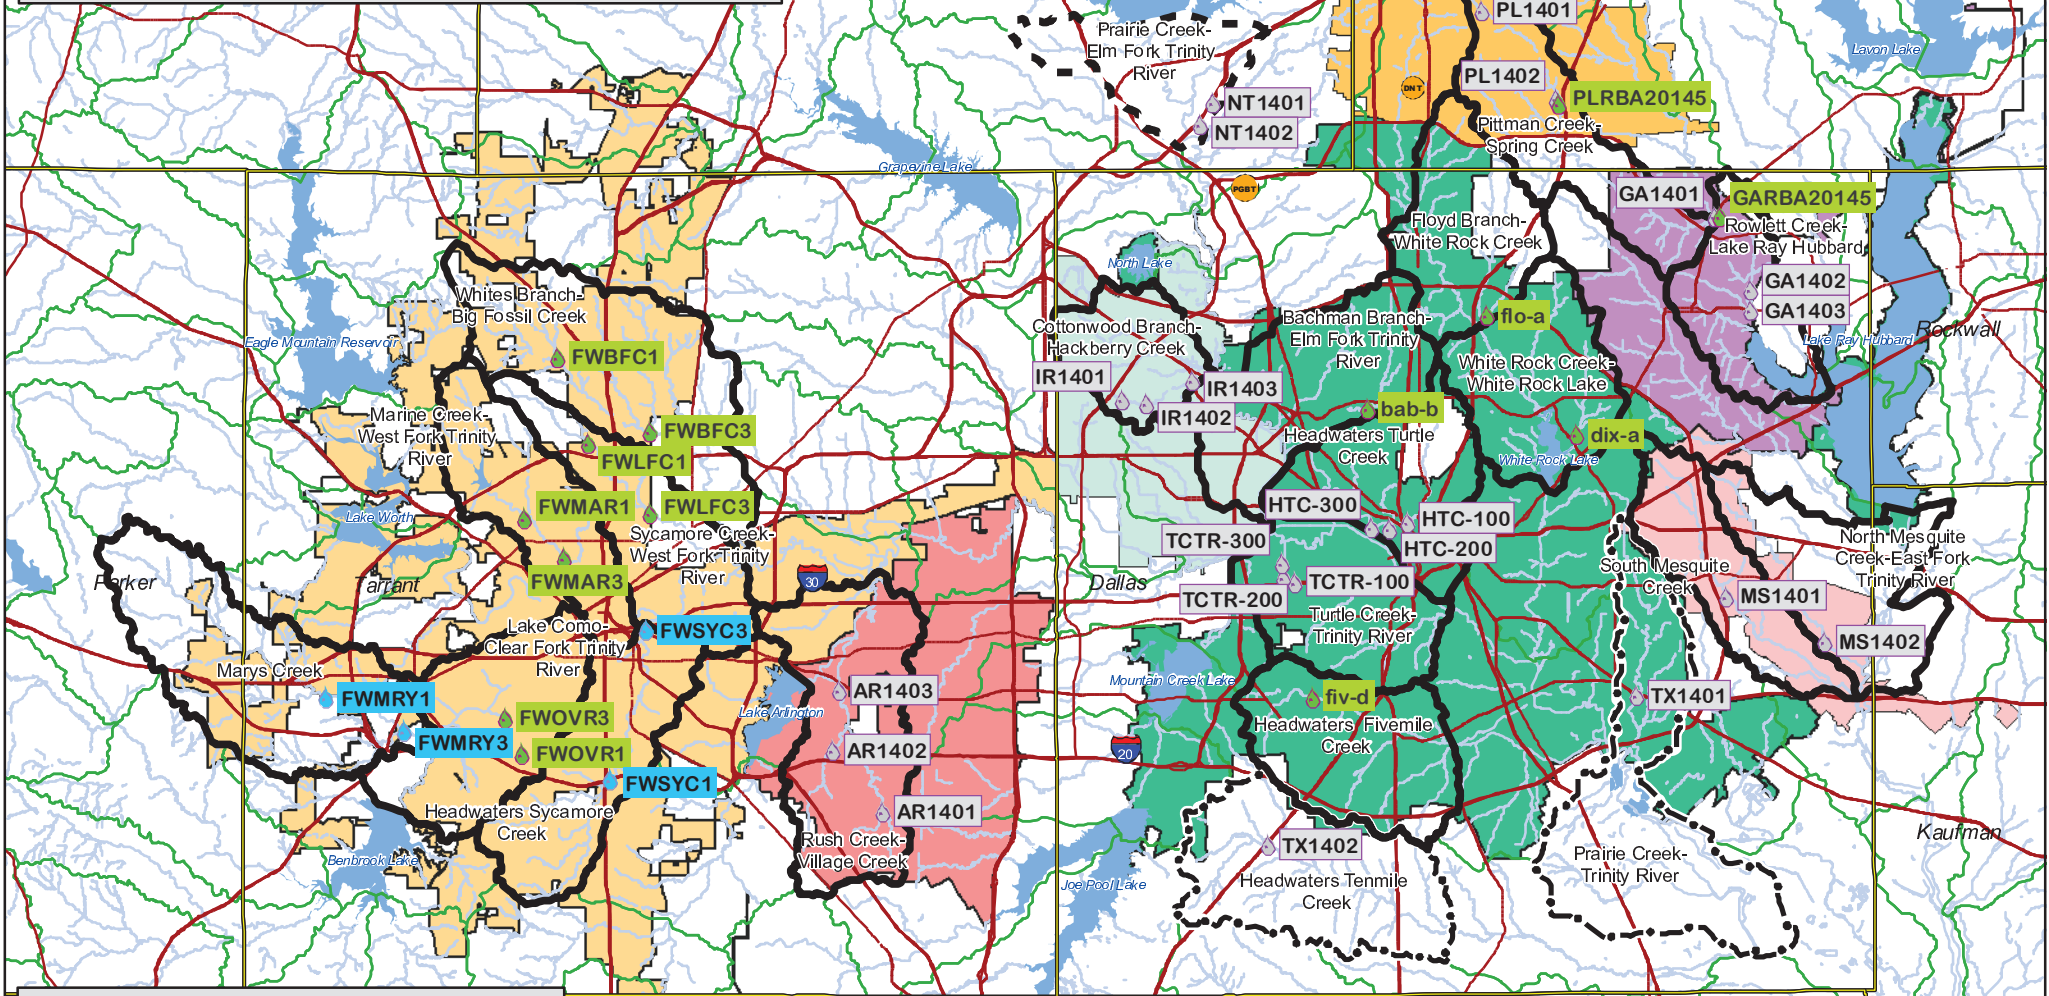 PL1401
Prairie Creek-
Elm Fork Trinity
River
Lavon Lake
PL1402
DNT
PLRBA20145
NT1401
NT1402
Pittman Creek-
Spring Creek
Grapevine Lake
PGBT
GA1401
GARBA20145
Floyd Branch-
White Rock Creek
Rowlett Creek-
Lake Ray Hubbard
North Lake
GA1402
GA1403
Whites Branch-
Big Fossil Creek
Cottonwood Branch-
Hackberry Creek
Bachman Branch-
Elm Fork Trinity
River
flo-a
Rockwall
Lake Ray Hubbard
Eagle Mountain Reservoir
FWBFC1
White Rock Creek-
White Rock Lake
IR1401
IR1403
IR1402
bab-b
Marine Creek-
West Fork Trinity
River
FWBFC3
FWLFC1
Headwaters Turtle
Creek
dix-a
White Rock Lake
FWMAR1
FWLFC3
HTC-300
HTC-100
HTC-200
Lake Worth
Sycamore Creek-
West Fork Trinity
River
TCTR-300
North Mesquite
Creek-East Fork
Trinity River
Parker
Tarrant
FWMAR3
30
Dallas
TCTR-100
TCTR-200
South Mesquite
Creek
MS1401
Lake Como-
Clear Fork Trinity
River
FWSYC3
Turtle Creek-
Trinity River
MS1402
Marys Creek
FWMRY1
AR1403
Mountain Creek Lake
fiv-d
TX1401
Lake Arlington
FWOVR3
FWMRY3
FWOVR1
AR1402
20
Headwaters Fivemile
Creek
FWSYC1
AR1401
Headwaters Sycamore
Creek
Kaufman
Benbrook Lake
Rush Creek-
Village Creek
TX1402
Joe Pool Lake
Headwaters Tenmile
Creek
Prairie Creek-
Trinity River